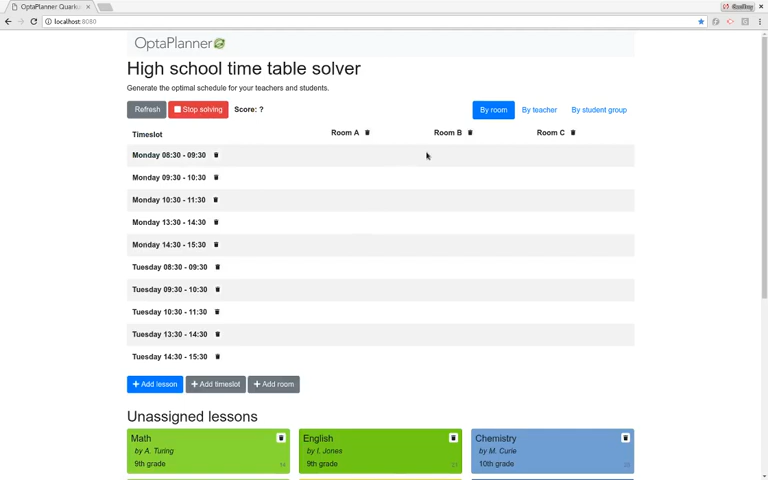 OptaPlanner Quarku
localhost:8080
OptaPlanner
High school time table solver
Generate the optimal schedule for your teachers and students.
Refresh Stop solving Score: ? By room By teacher By student group
Timeslot Room A Room B Room C
Monday 08:30 - 09:30
Monday 09:30 - 10:30
Monday 10:30 - 11:30
Monday 13:30 - 14:30
Monday 14:30 - 15:30
Tuesday 08:30 - 09:30
Tuesday 09:30 - 10:30
Tuesday 10:30 - 11:30
Tuesday 13:30 - 14:30
Tuesday 14:30 - 15:30
+ Add lesson + Add timeslot + Add room
Unassigned lessons
Math English Chemistry
by A. Turing by I. Jones by M. Curie
9th grade 9th grade 10th grade